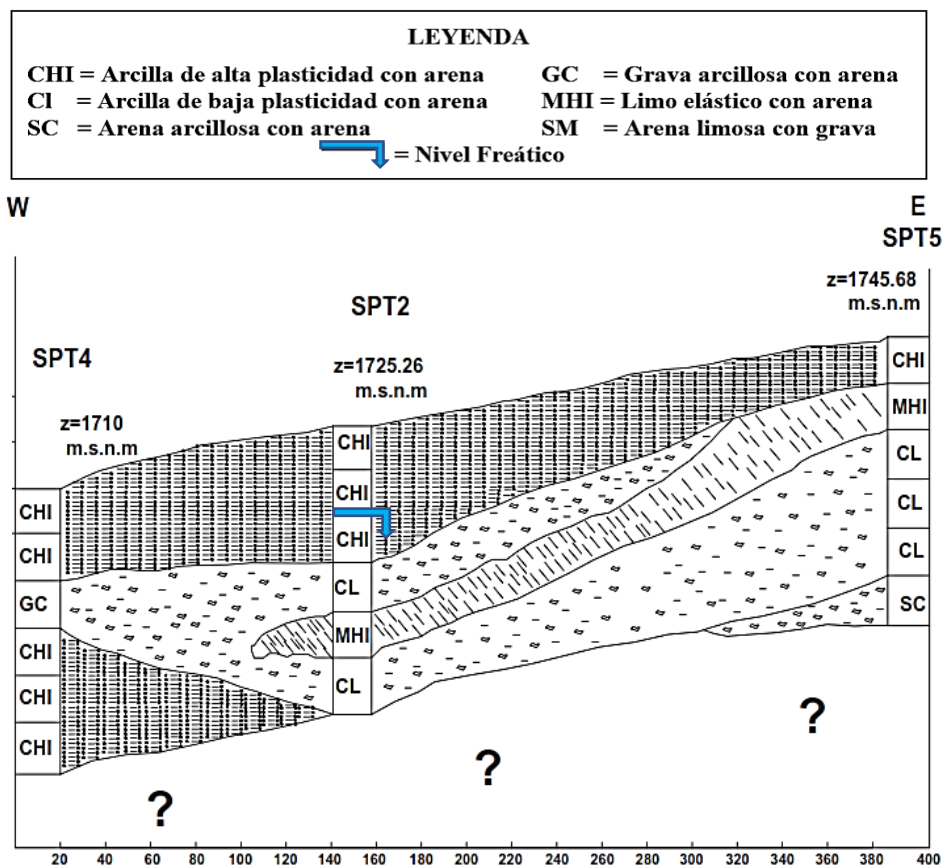 LEYENDA
CHI = Arcilla de alta plasticidad con arena
GC = Grava arcillosa con arena
Cl = Arcilla de baja plasticidad con arena
MHI = Limo elástico con arena
SC = Arena arcillosa con arena
SM = Arena limosa con grava
= Nivel Freático
W
E
SPT5
z=1745.68
m.s.n.m
SPT2
SPT4
z=1725.26
m.s.n.m
z=1710
m.s.n.m
CHI
CHI
GC
CHI
CHI
CHI
CHI
CHI
CHI
CL
MHI
CL
CHI
MHI
CL
CL
CL
SC
?
?
?
20 40 60 80 100 120 140 160 180 200 220 240 260 280 300 320 340 360 380 400